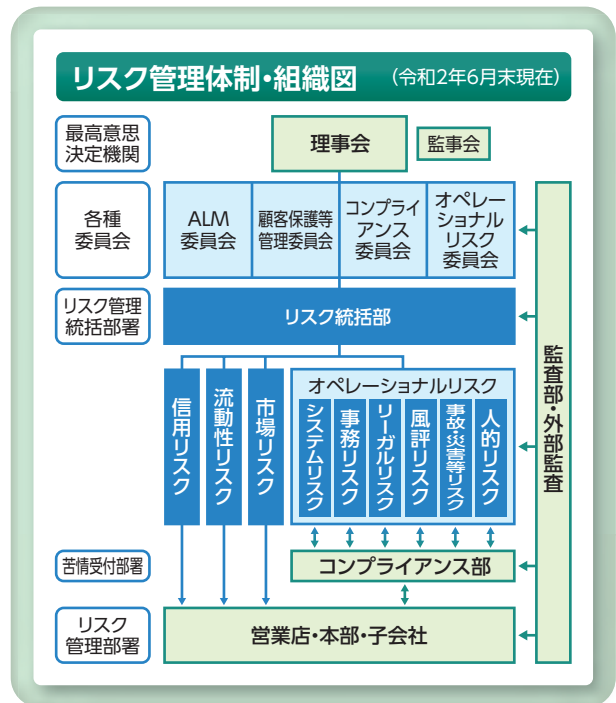 リスク管理体制・組織図 (令和2年6月末現在)
最高意思
決定機関
理事会
監事会
各種
委員会
ALM
委員会
顧客保護等
管理委員会
コンプライ
アンス
委員会
オペレー
ショナル
リスク
委員会
リスク管理
統括部署
リスク統括部
信用リスク
流動性リスク
市場リスク
オペレーショナルリスク
システムリスク
事務リスク
リーガルリスク
風評リスク
事故・災害等リスク
人的リスク
監査部・外部監査
苦情受付部署
コンプライアンス部
リスク
管理部署
営業店・本部・子会社